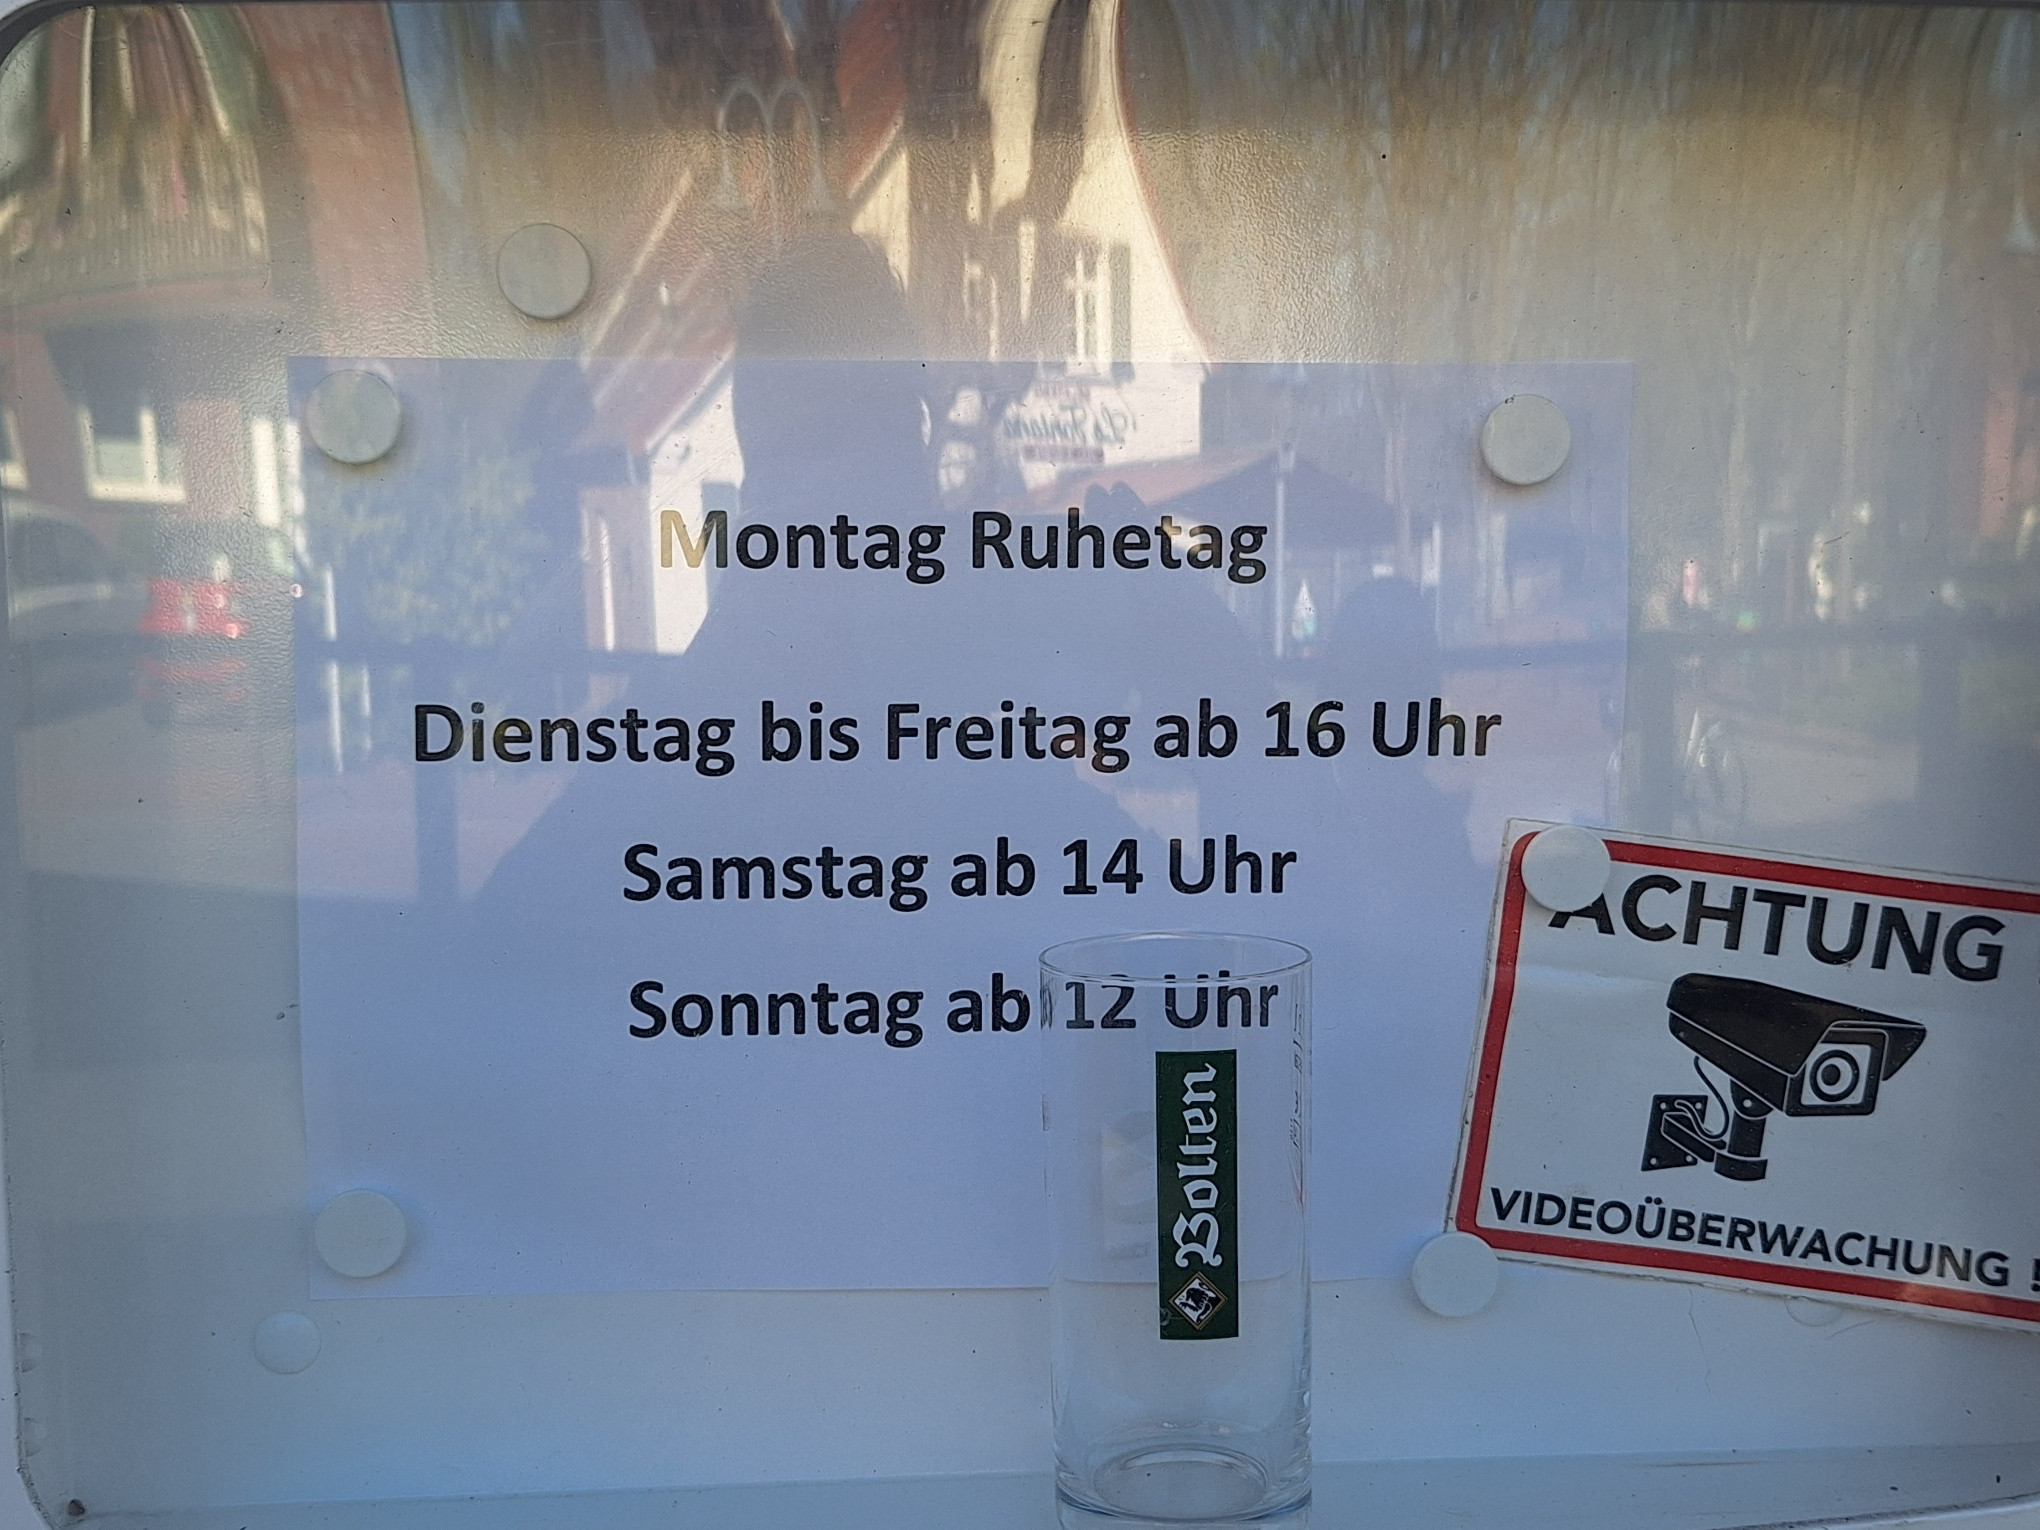 Montag Ruhetag
Dienstag bis Freitag ab 16 Uhr
Samstag ab 14 Uhr
Sonntag ab 12 Uhr
Bolten
ACHTUNG
VIDEOÜBERWACHUNG !